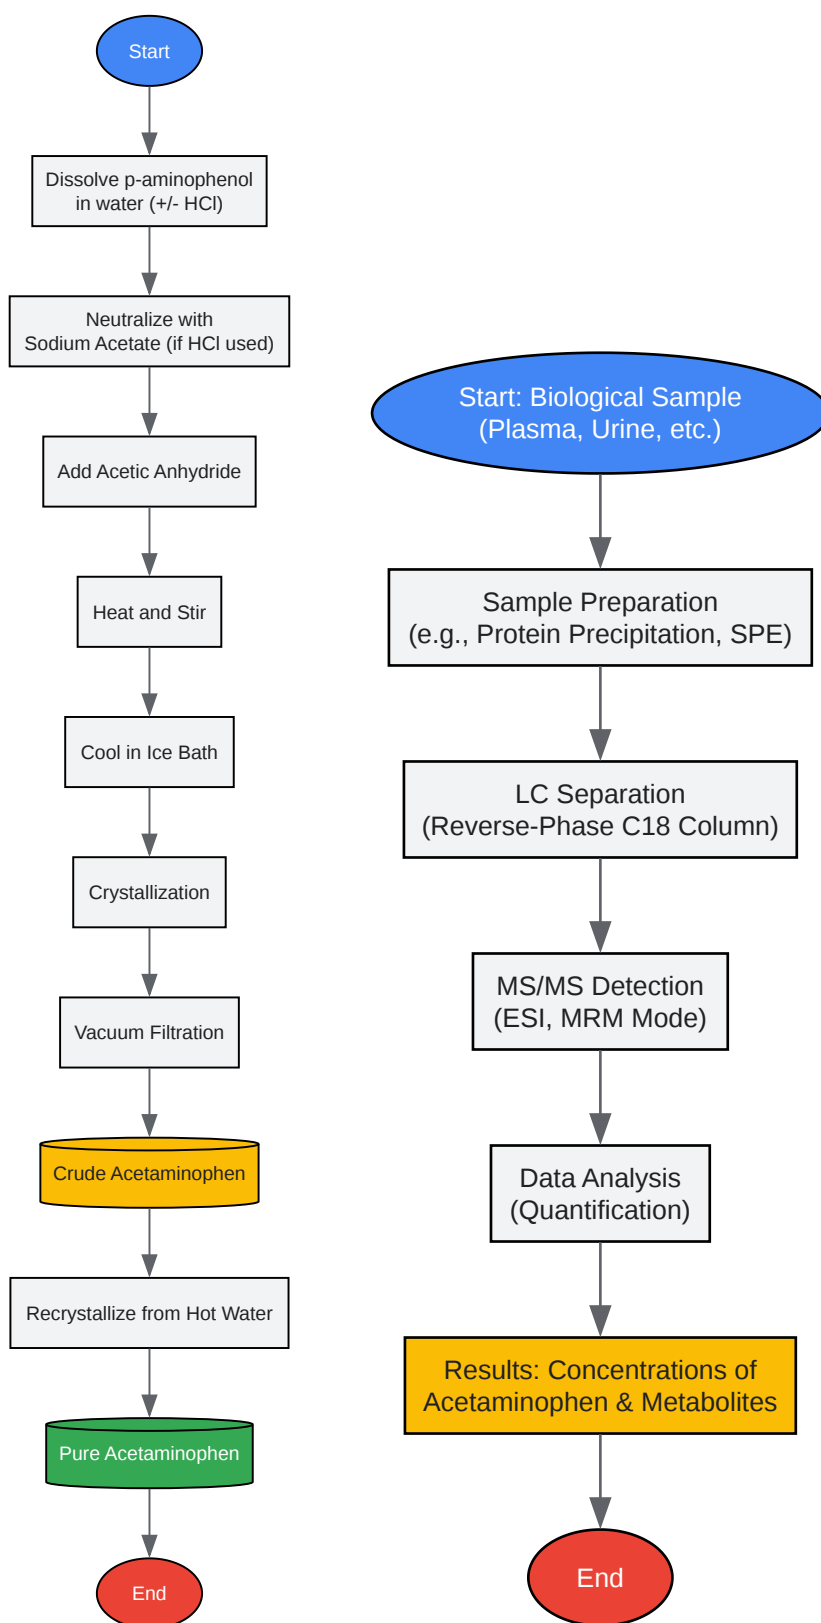 Start
Dissolve p-aminophenol
in water (+/- HCl)
Neutralize with
Sodium Acetate (if HCl used)
Add Acetic Anhydride
Heat and Stir
Cool in Ice Bath
Crystallization
Vacuum Filtration
Crude Acetaminophen
Recrystallize from Hot Water
Pure Acetaminophen
End
Start: Biological Sample
(Plasma, Urine, etc.)
Sample Preparation
(e.g., Protein Precipitation, SPE)
LC Separation
(Reverse-Phase C18 Column)
MS/MS Detection
(ESI, MRM Mode)
Data Analysis
(Quantification)
Results: Concentrations of
Acetaminophen & Metabolites
End